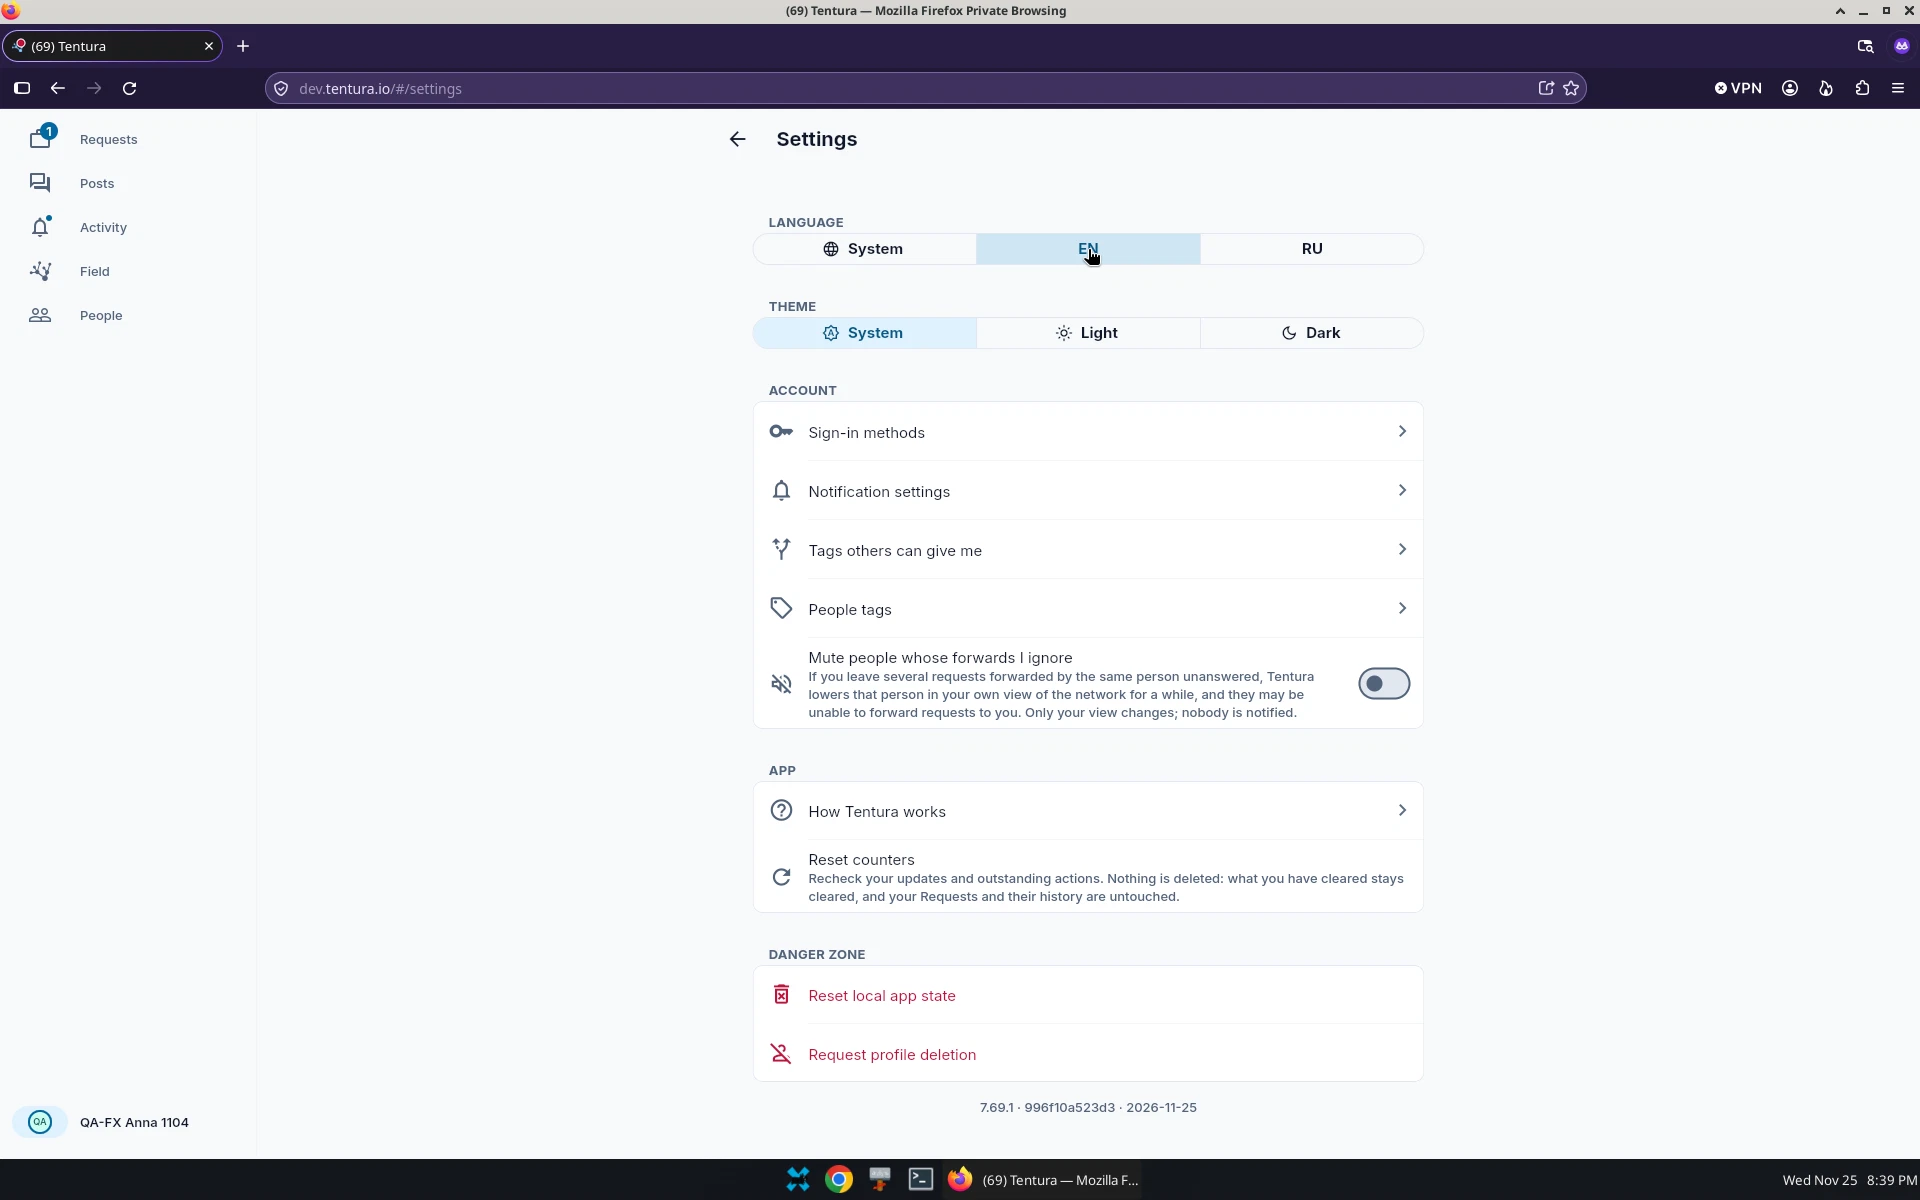 (69) Tentura — Mozilla Firefox Private Browsing
(69) Tentura
dev.tentura.io/#/settings
VPN
1
Requests
Posts
Activity
Field
People
Settings
LANGUAGE
System
EN
RU
THEME
System
Light
Dark
ACCOUNT
Sign-in methods
Notification settings
Tags others can give me
People tags
Mute people whose forwards I ignore
If you leave several requests forwarded by the same person unanswered, Tentura
lowers that person in your own view of the network for a while, and they may be
unable to forward requests to you. Only your view changes; nobody is notified.
APP
How Tentura works
Reset counters
Recheck your updates and outstanding actions. Nothing is deleted: what you have cleared stays
cleared, and your Requests and their history are untouched.
DANGER ZONE
Reset local app state
Request profile deletion
7.69.1 · 996f10a523d3 · 2026-11-25
QA
QA-FX Anna 1104
(69) Tentura — Mozilla F...
Wed Nov 25 8:39 PM